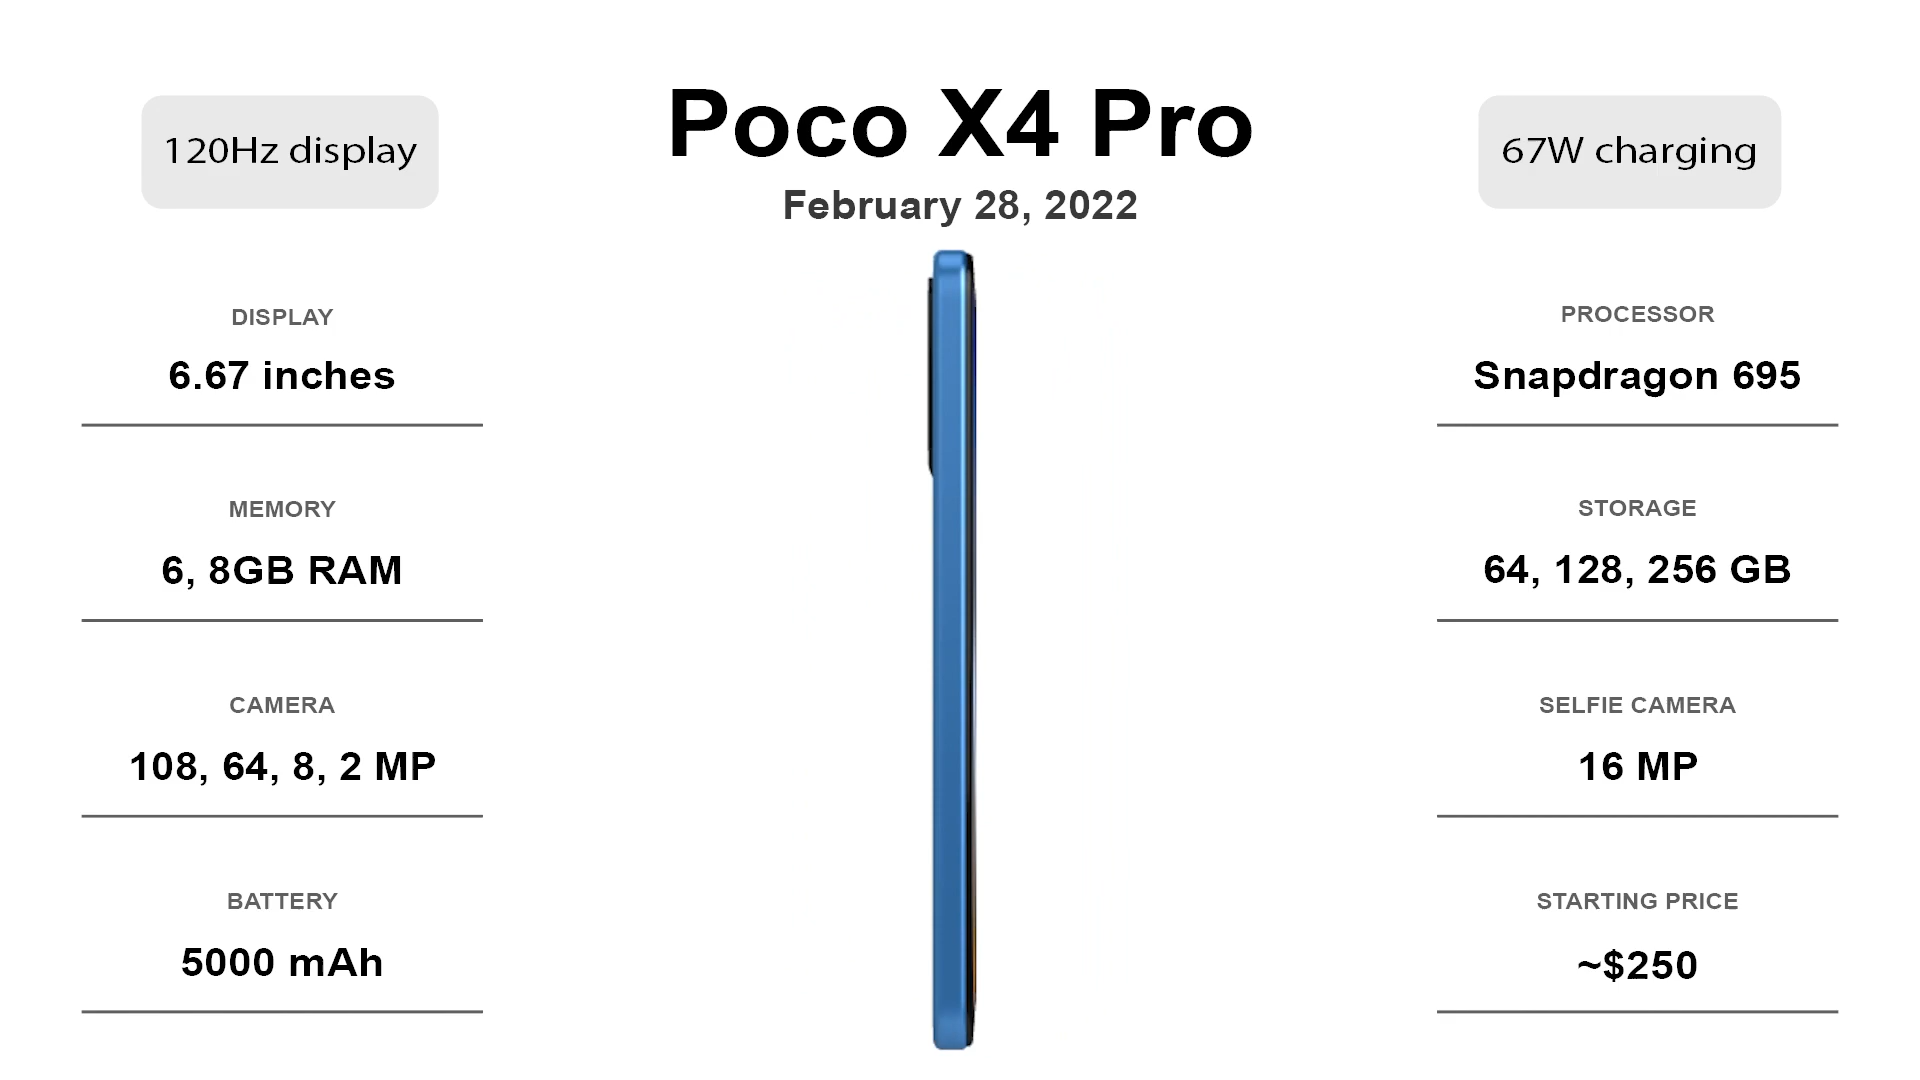 Poco X4 Pro
February 28, 2022
120Hz display
67W charging
DISPLAY
6.67 inches
MEMORY
6, 8GB RAM
CAMERA
108, 64, 8, 2 MP
BATTERY
5000 mAh
PROCESSOR
Snapdragon 695
STORAGE
64, 128, 256 GB
SELFIE CAMERA
16 MP
STARTING PRICE
~$250